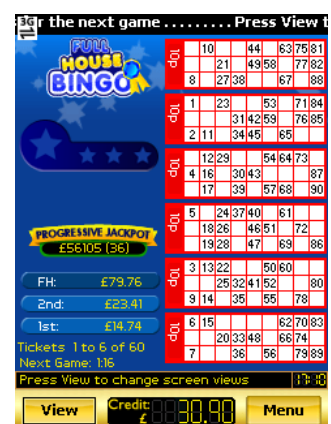 3G r the next game ......... Press View t
FULL
HOUSE
BINGO
PROGRESSIVE JACKPOT
£56105 (36)
FH: £79.76
2nd: £23.41
1st: £14.74
Tickets 1 to 6 of 60
Next Game: 1:16
10p
10 44 63 75 81
21 49 58 77 82
8 27 38 67 88
10p
1 23 53 71 84
31 42 59 76 85
2 11 34 45 65
10p
12 29 54 64 73
4 16 30 43 87
17 39 57 68 90
10p
5 24 37 40 61
18 26 46 51 72
19 28 47 69 86
10p
3 13 22 50 60
25 32 41 52 80
9 14 35 55 78
10p
6 15 62 70 83
20 33 48 66 74
7 36 56 79 89
Press View to change screen views 17:18
View Credit: £ 30.90 Menu